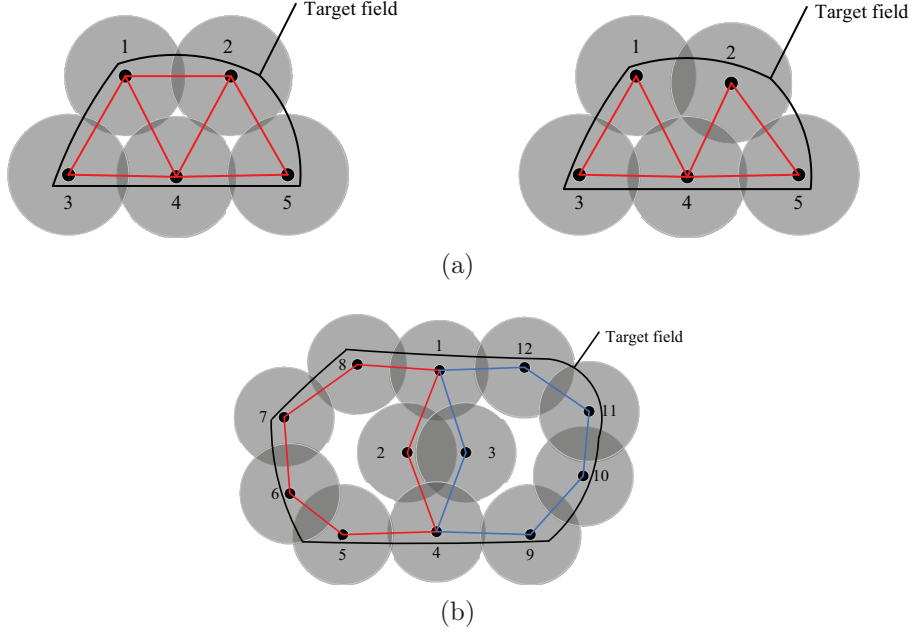 Target field
Target field
1 2
1 2
3 4 5
3 4 5
(a)
Target field
8 1 12
7 11
2 3
6 10
5 4 9
(b)